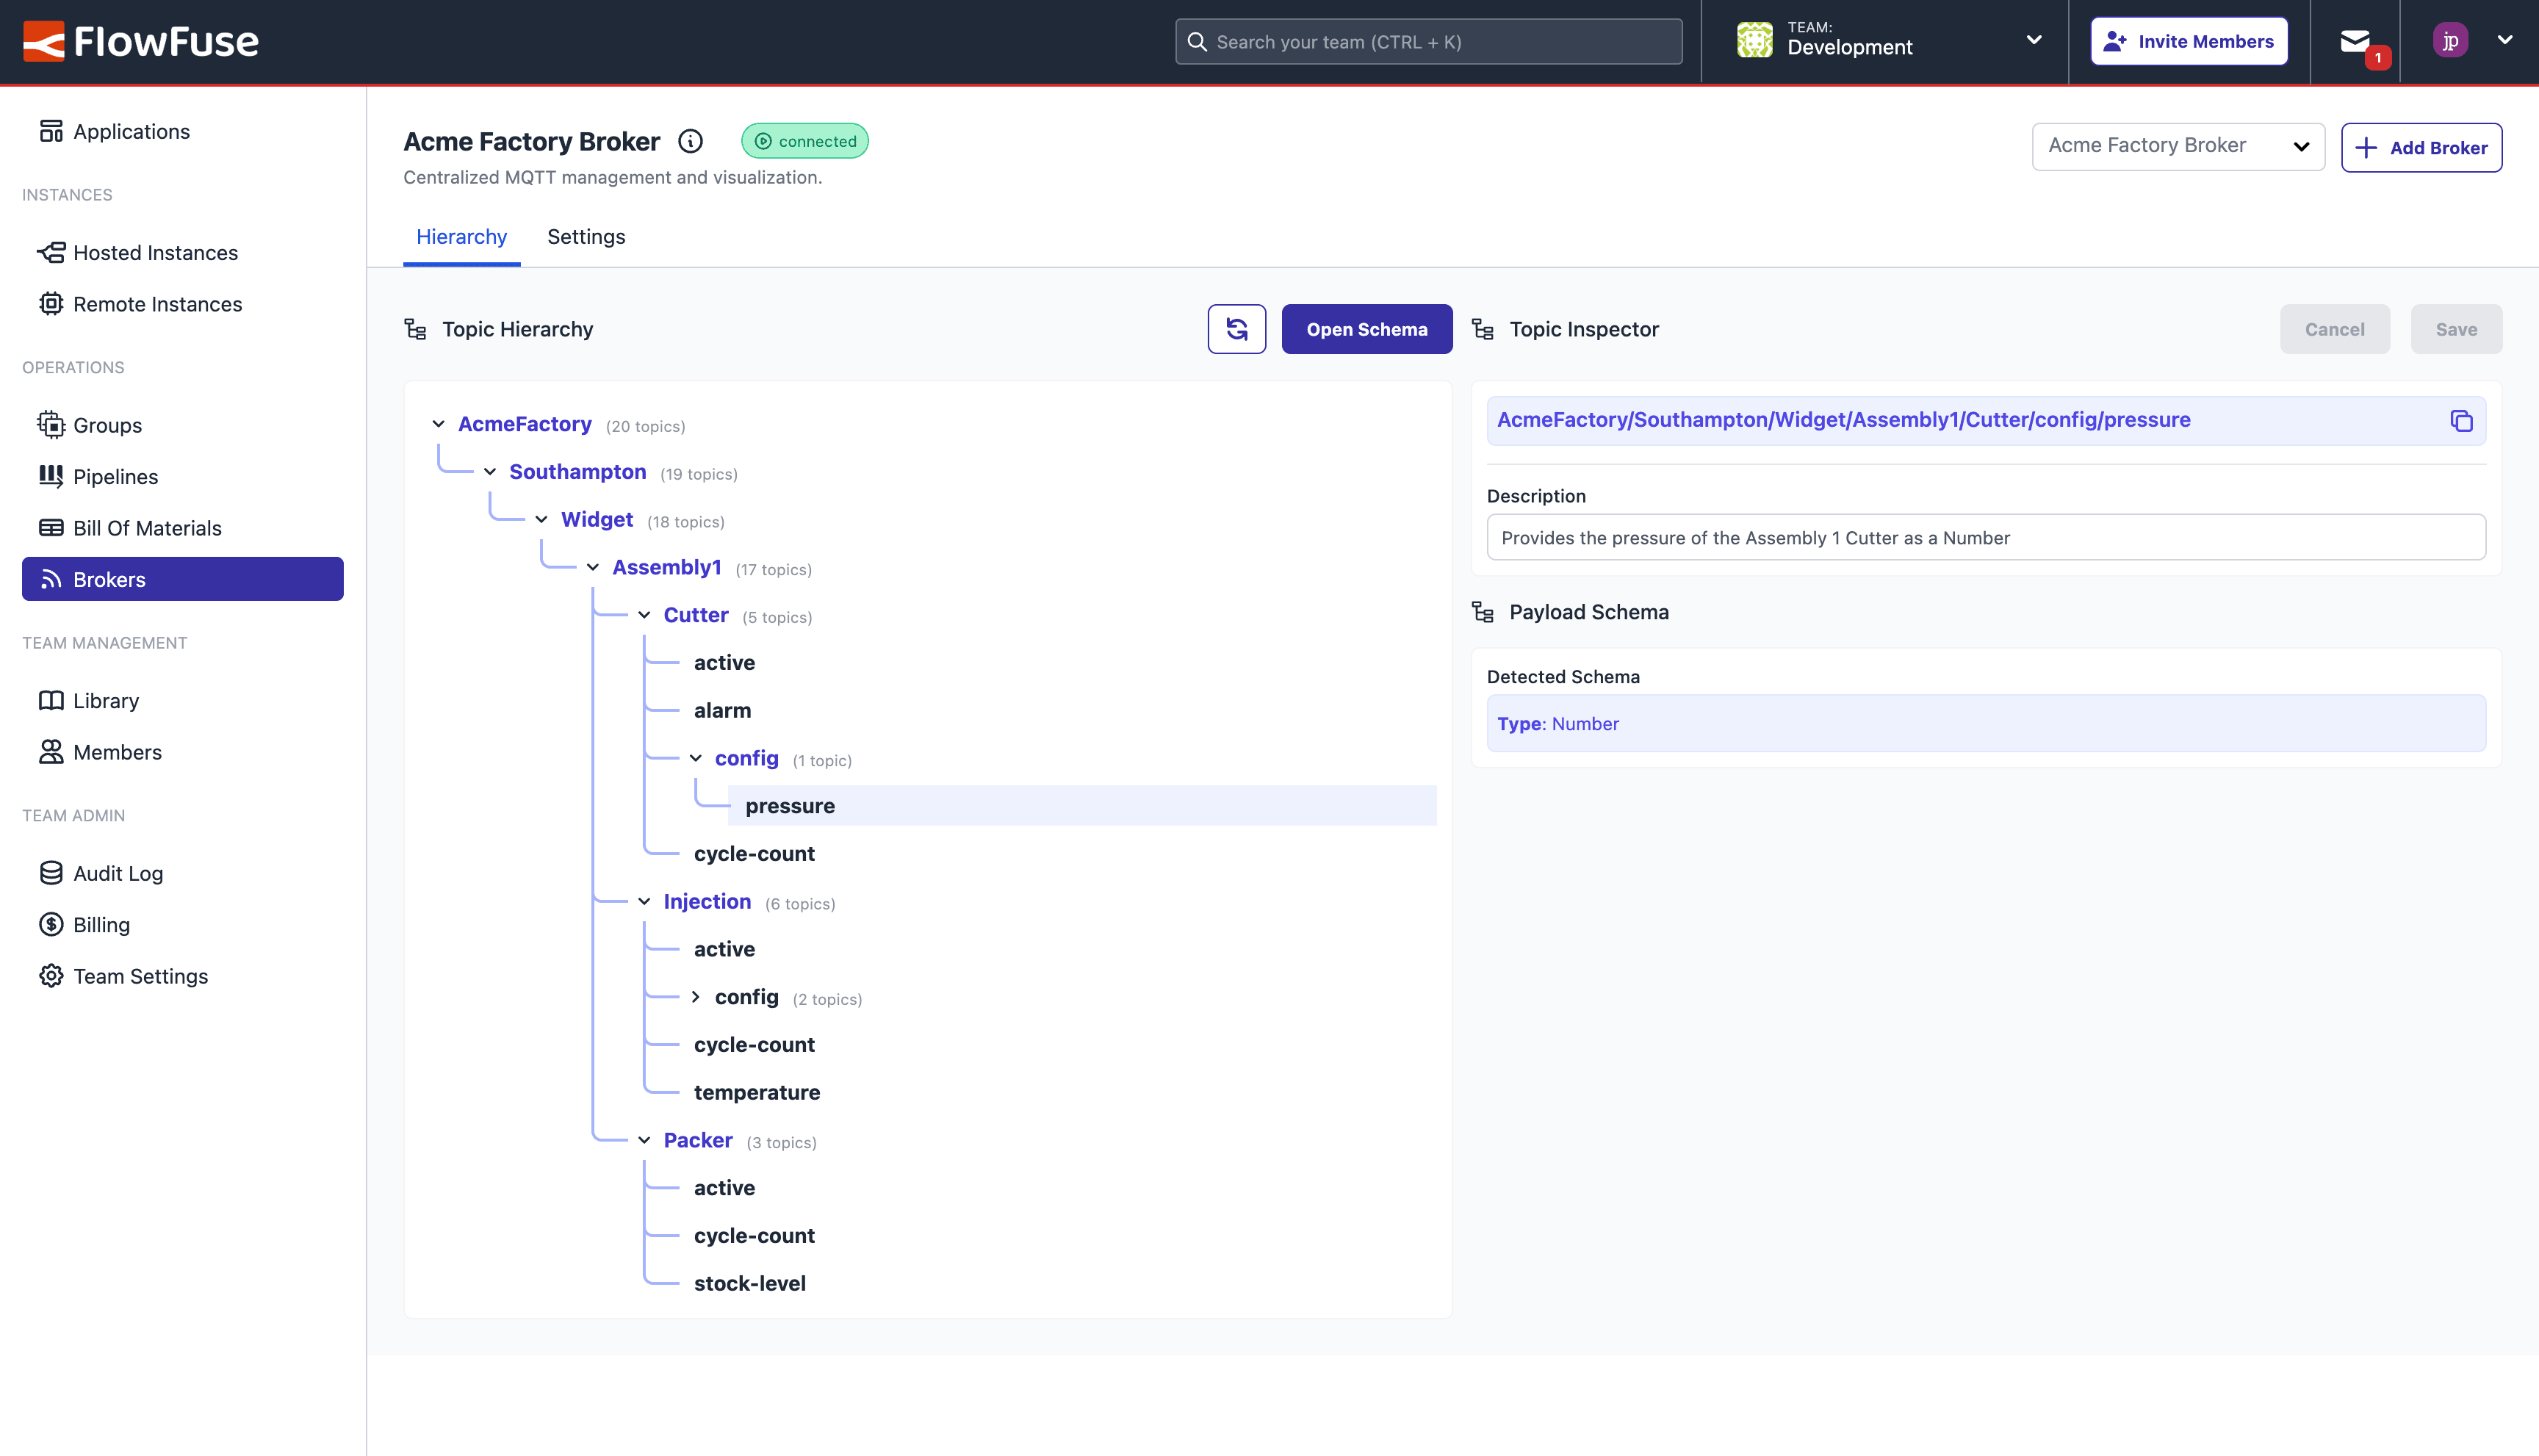 FlowFuse
Search your team (CTRL + K)
TEAM:
Development
Invite Members
1
jp
Applications
INSTANCES
Hosted Instances
Remote Instances
OPERATIONS
Groups
Pipelines
Bill Of Materials
Brokers
TEAM MANAGEMENT
Library
Members
TEAM ADMIN
Audit Log
Billing
Team Settings
Acme Factory Broker
connected
Centralized MQTT management and visualization.
Acme Factory Broker
Add Broker
Hierarchy
Settings
Topic Hierarchy
Open Schema
AcmeFactory (20 topics)
Southampton (19 topics)
Widget (18 topics)
Assembly1 (17 topics)
Cutter (5 topics)
active
alarm
config (1 topic)
pressure
cycle-count
Injection (6 topics)
active
config (2 topics)
cycle-count
temperature
Packer (3 topics)
active
cycle-count
stock-level
Topic Inspector
Cancel
Save
AcmeFactory/Southampton/Widget/Assembly1/Cutter/config/pressure
Description
Provides the pressure of the Assembly 1 Cutter as a Number
Payload Schema
Detected Schema
Type: Number